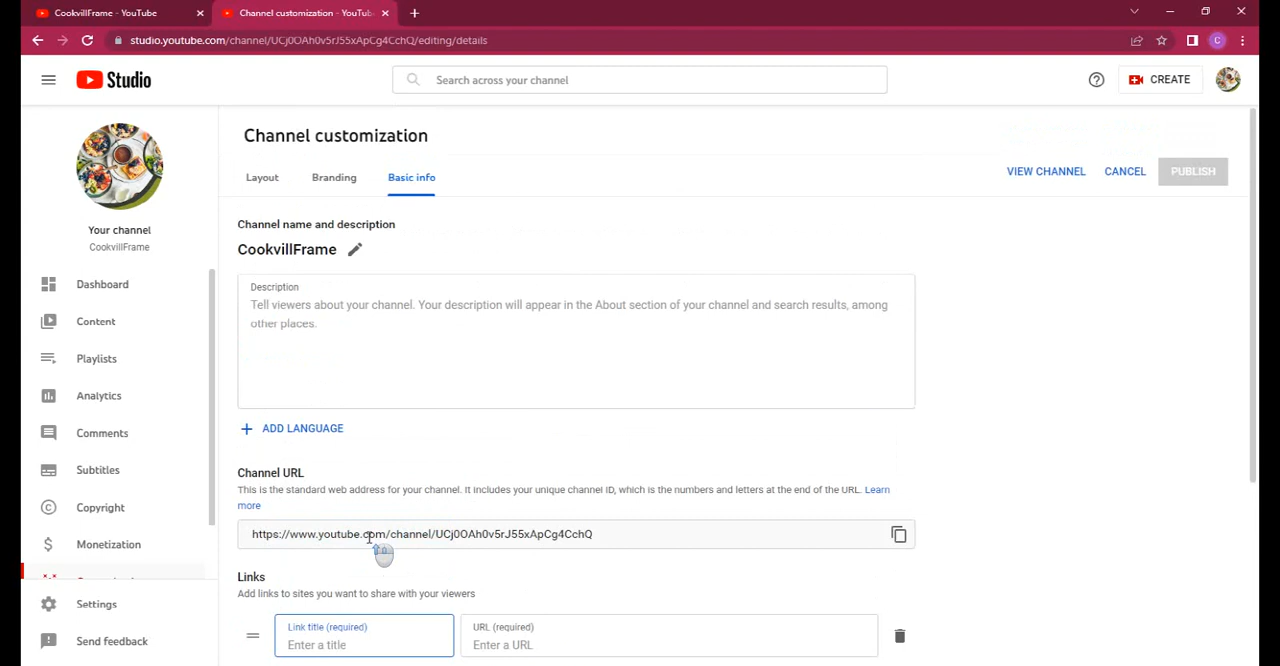 CookvillFrame - YouTube
Channel customization - YouTub
studio.youtube.com/channel/UCj0OAh0v5rJ55xApCg4CchQ/editing/details
C
Studio
Search across your channel
CREATE
Your channel
CookvillFrame
Dashboard
Content
Playlists
Analytics
Comments
Subtitles
Copyright
Monetization
Settings
Send feedback
Channel customization
Layout
Branding
Basic info
VIEW CHANNEL
CANCEL
PUBLISH
Channel name and description
CookvillFrame
Description
Tell viewers about your channel. Your description will appear in the About section of your channel and search results, among
other places.
ADD LANGUAGE
Channel URL
This is the standard web address for your channel. It includes your unique channel ID, which is the numbers and letters at the end of the URL. Learn
more
https://www.youtube.com/channel/UCj0OAh0v5rJ55xApCg4CchQ
Links
Add links to sites you want to share with your viewers
Link title (required)
Enter a title
URL (required)
Enter a URL